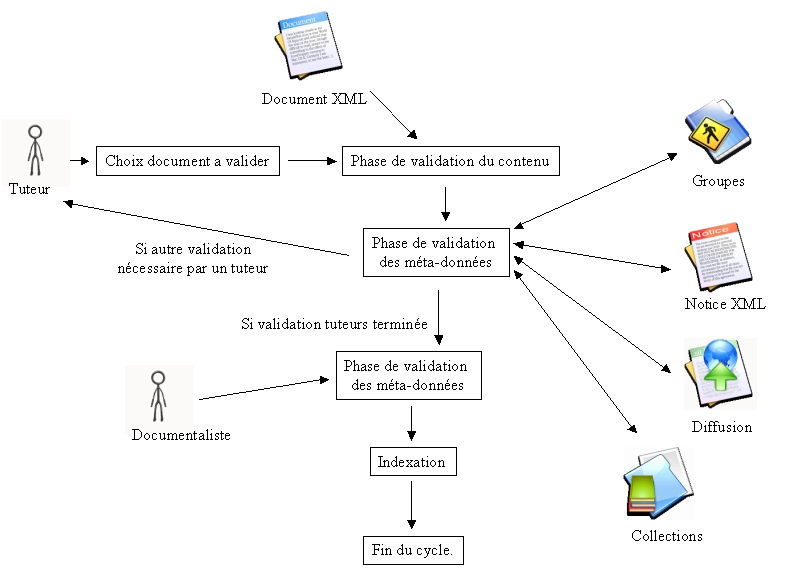 Document
Document XML
Tuteur
Choix document a valider
Phase de validation du contenu
Groupes
Phase de validation
des méta-données
Si autre validation
nécessaire par un tuteur
Notice
Notice XML
Si validation tuteurs terminée
Phase de validation
des méta-données
Diffusion
Documentaliste
Indexation
Collections
Fin du cycle.